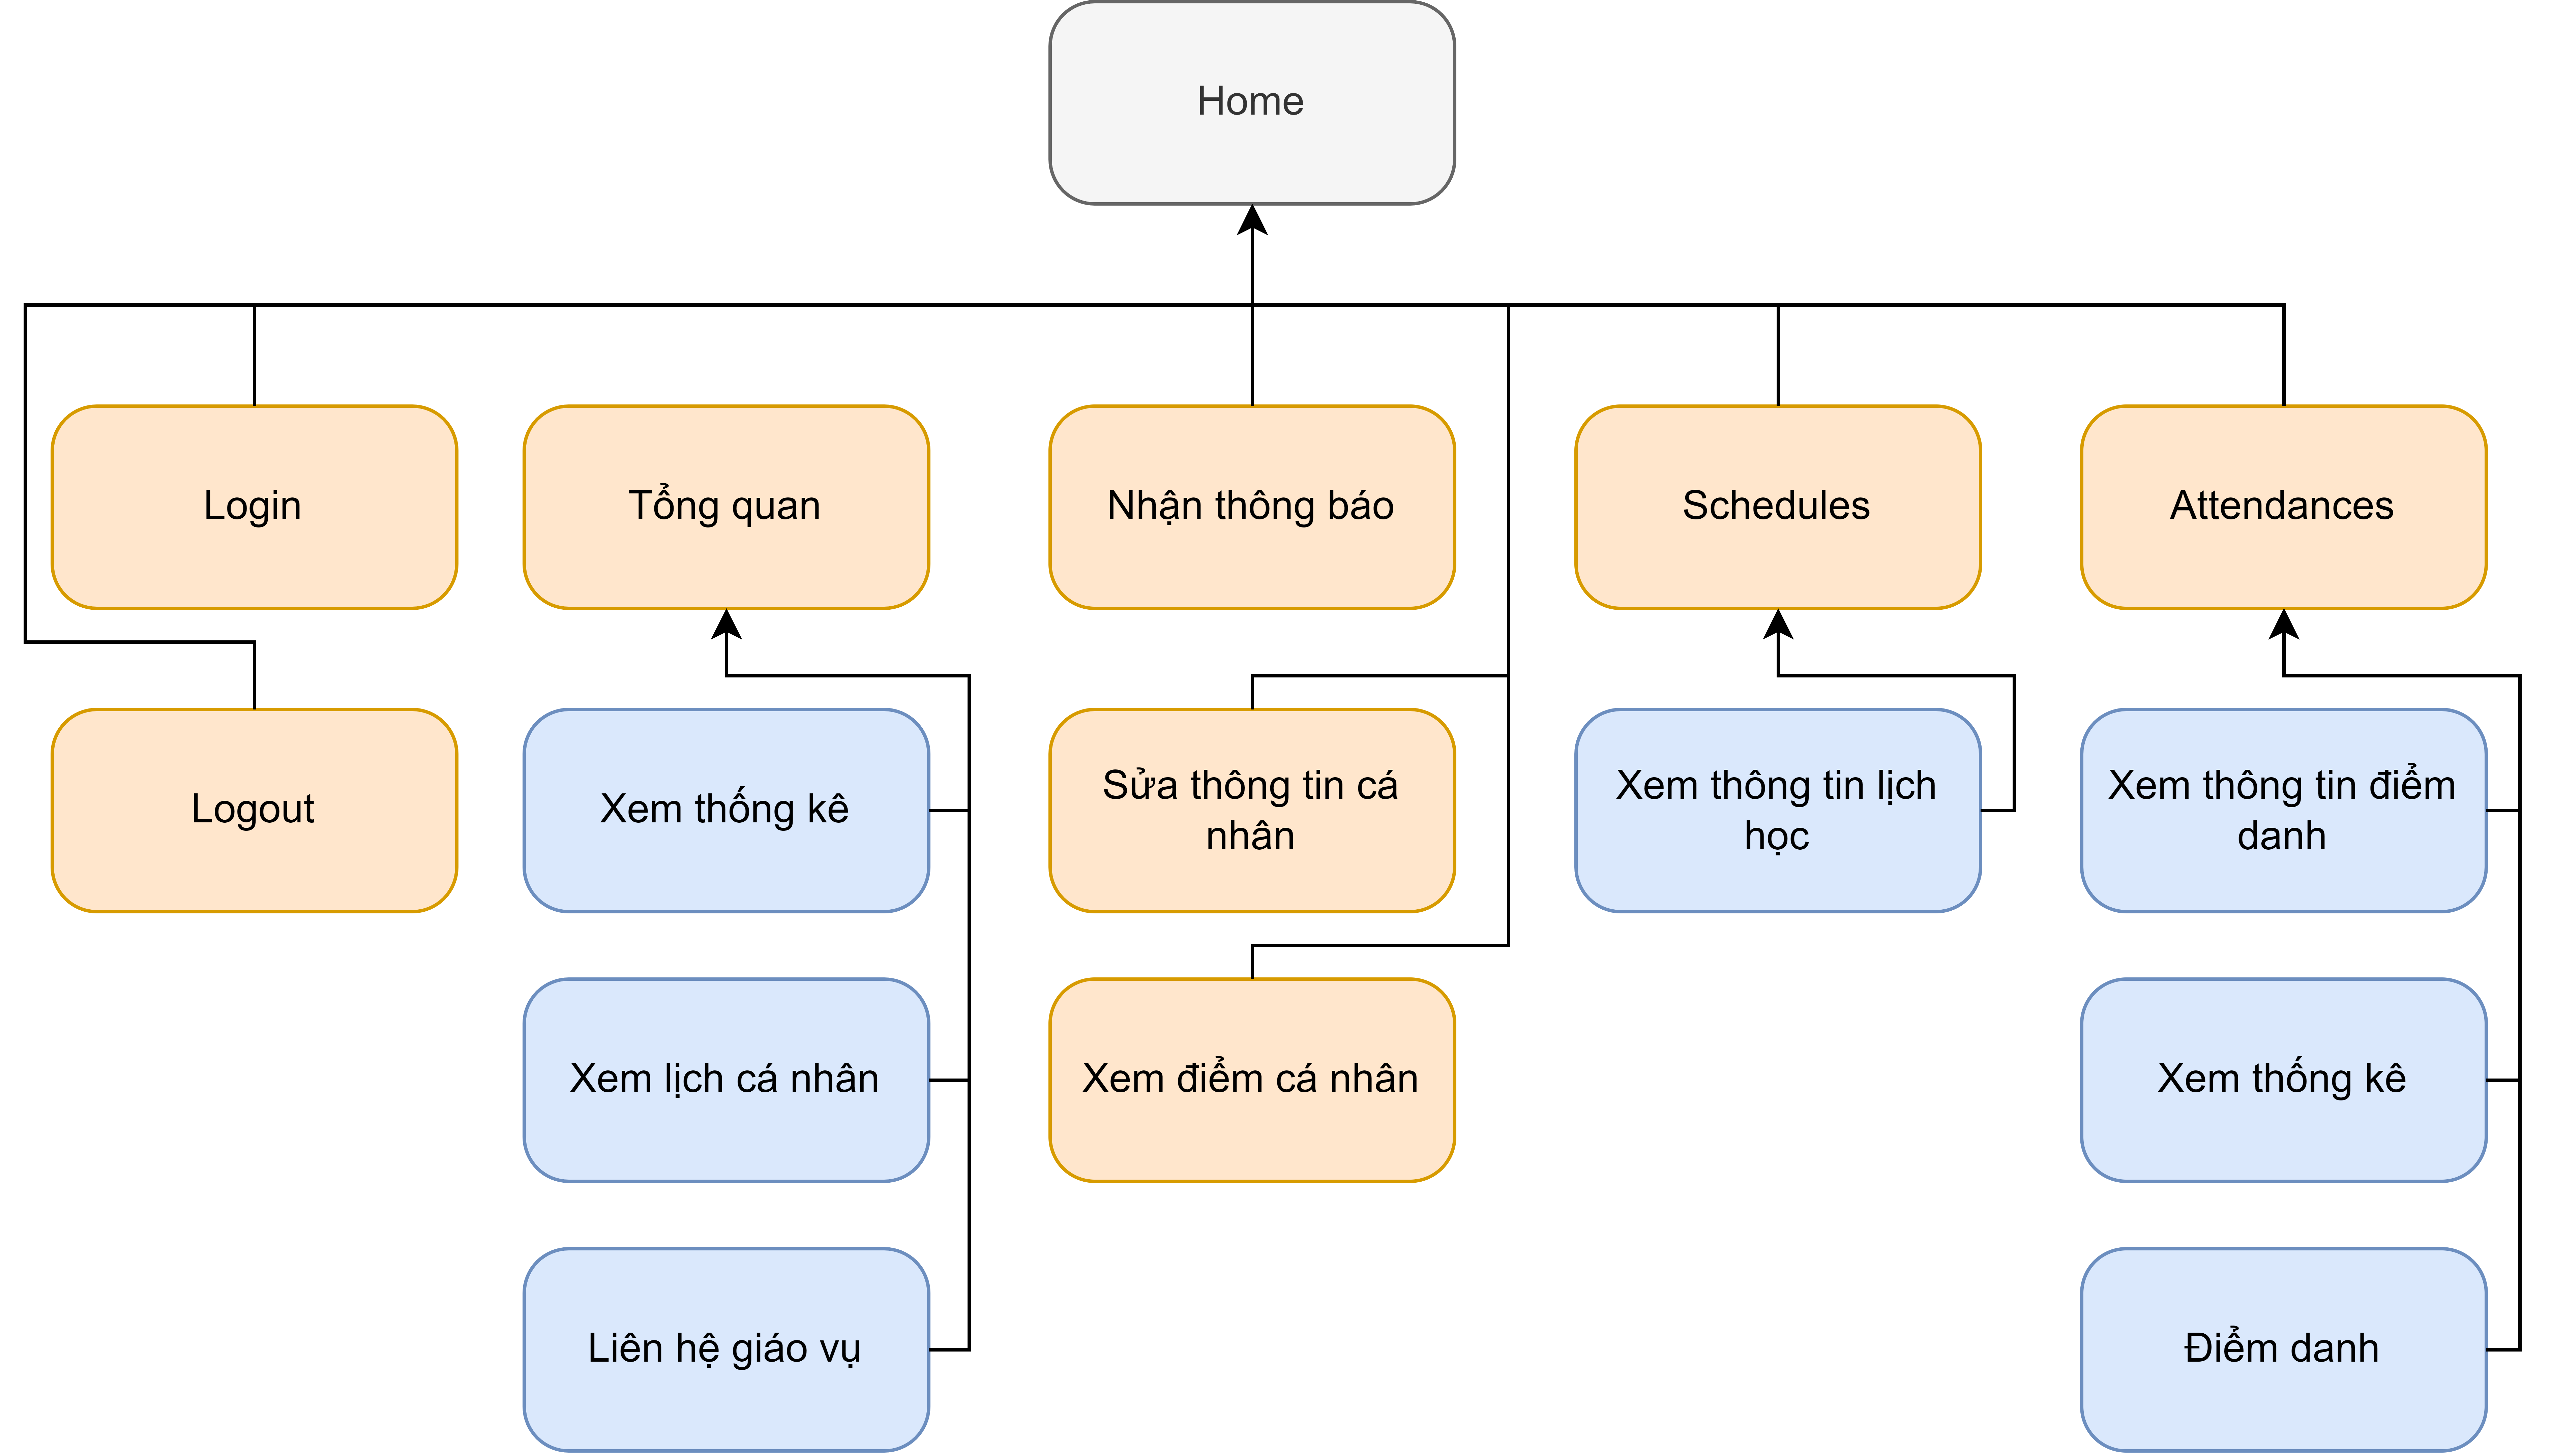 Home
Login
Tổng quan
Nhận thông báo
Schedules
Attendances
Logout
Xem thống kê
Sửa thông tin cá
nhân
Xem thông tin lịch
học
Xem thông tin điểm
danh
Xem lịch cá nhân
Xem điểm cá nhân
Xem thống kê
Liên hệ giáo vụ
Điểm danh